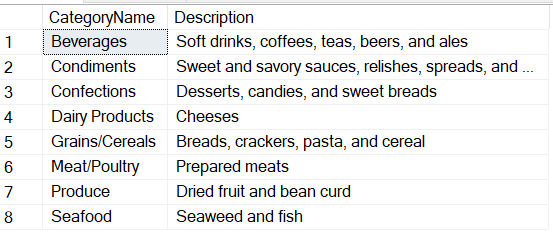 CategoryName Description
1 Beverages Soft drinks, coffees, teas, beers, and ales
2 Condiments Sweet and savory sauces, relishes, spreads, and ...
3 Confections Desserts, candies, and sweet breads
4 Dairy Products Cheeses
5 Grains/Cereals Breads, crackers, pasta, and cereal
6 Meat/Poultry Prepared meats
7 Produce Dried fruit and bean curd
8 Seafood Seaweed and fish